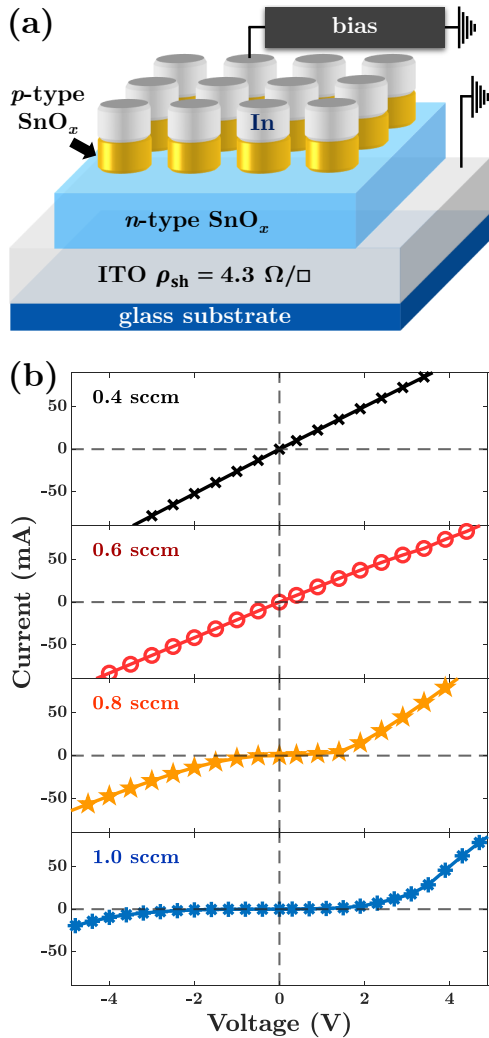 (a)
bias
p-type
SnOₓ
In
n-type SnOₓ
ITO ρsh = 4.3 Ω/□
glass substrate
(b)
Current (mA)
0.4 sccm
50
0
-50
0.6 sccm
50
0
-50
0.8 sccm
50
0
-50
1.0 sccm
50
0
-50
-4 -2 0 2 4
Voltage (V)